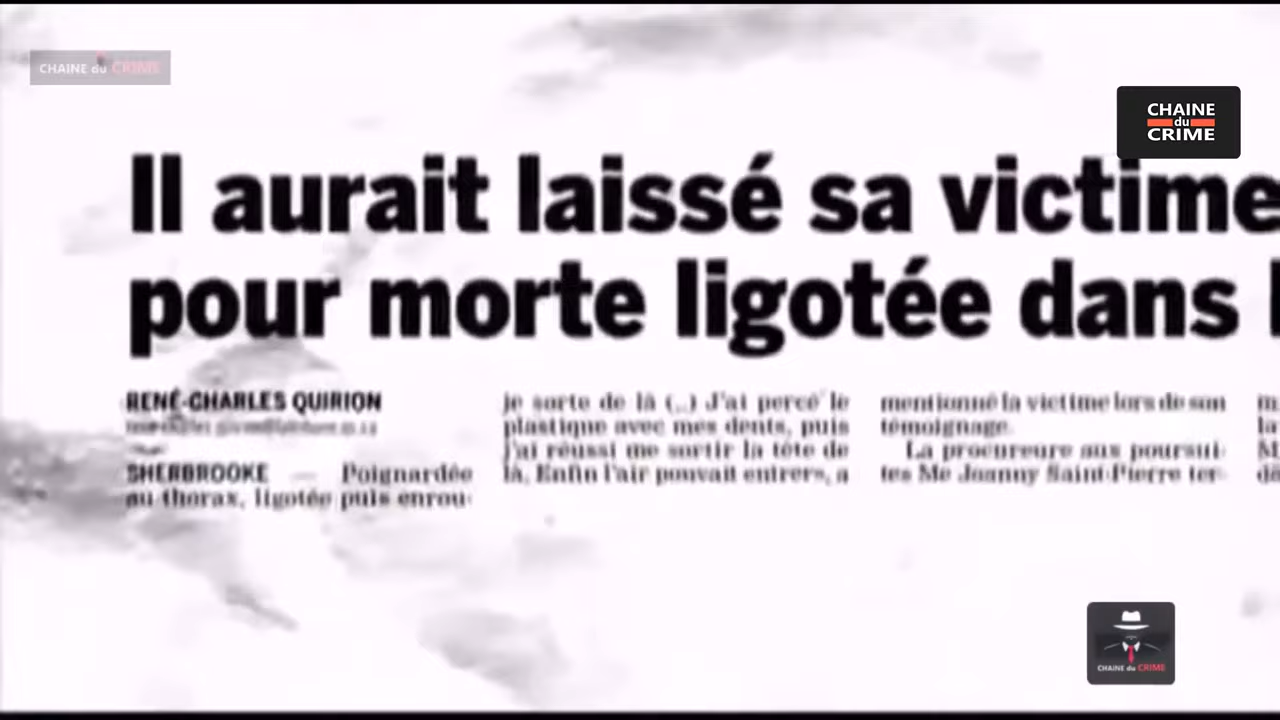 CHAINE du CRIME
CHAINE
du
CRIME
Il aurait laissé sa victime
pour morte ligotée dans
RENÉ-CHARLES QUIRION
SHERBROOKE — Poignardée
au thorax, ligotée puis enrou-
je sorte de là (..) J'ai percé le
plastique avec mes dents, puis
j'ai réussi me sortir la tête de
là. Enfin l'air pouvait entrer», a
mentionné la victime lors de son
témoignage.
La procureure aux poursui-
tes Me Joanny Saint-Pierre ter-
CHAINE du CRIME